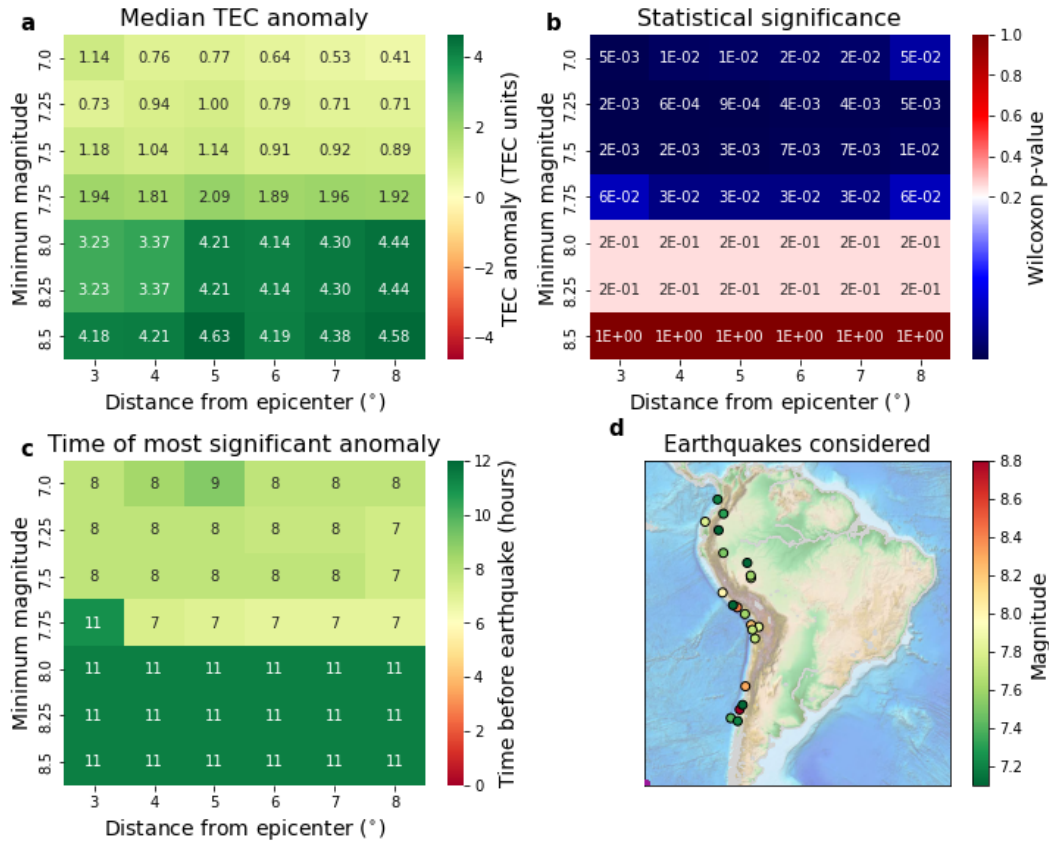 a Median TEC anomaly
Minimum magnitude
7.0 1.14 0.76 0.77 0.64 0.53 0.41
7.25 0.73 0.94 1.00 0.79 0.71 0.71
7.5 1.18 1.04 1.14 0.91 0.92 0.89
7.75 1.94 1.81 2.09 1.89 1.96 1.92
8.0 3.23 3.37 4.21 4.14 4.30 4.44
8.25 3.23 3.37 4.21 4.14 4.30 4.44
8.5 4.18 4.21 4.63 4.19 4.38 4.58
3 4 5 6 7 8
Distance from epicenter (°)
4
2
0
−2
−4
TEC anomaly (TEC units)
b Statistical significance
Minimum magnitude
7.0 5E-03 1E-02 1E-02 2E-02 2E-02 5E-02
7.25 2E-03 6E-04 9E-04 4E-03 4E-03 5E-03
7.5 2E-03 2E-03 3E-03 7E-03 7E-03 1E-02
7.75 6E-02 3E-02 3E-02 3E-02 3E-02 6E-02
8.0 2E-01 2E-01 2E-01 2E-01 2E-01 2E-01
8.25 2E-01 2E-01 2E-01 2E-01 2E-01 2E-01
8.5 1E+00 1E+00 1E+00 1E+00 1E+00 1E+00
3 4 5 6 7 8
Distance from epicenter (°)
1.0
0.8
0.6
0.4
0.2
Wilcoxon p-value
c Time of most significant anomaly
Minimum magnitude
7.0 8 8 9 8 8 8
7.25 8 8 8 8 8 7
7.5 8 8 8 8 8 7
7.75 11 7 7 7 7 7
8.0 11 11 11 11 11 11
8.25 11 11 11 11 11 11
8.5 11 11 11 11 11 11
3 4 5 6 7 8
Distance from epicenter (°)
12
10
8
6
4
2
0
Time before earthquake (hours)
d Earthquakes considered
8.8
8.6
8.4
8.2
8.0
7.8
7.6
7.4
7.2
Magnitude